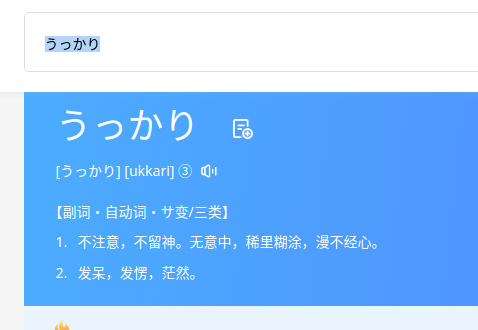 うっかり
うっかり
[うっかり] [ukkarI] ③
【副词・自动词・サ变/三类】
1. 不注意，不留神。无意中，稀里糊涂，漫不经心。
2. 发呆，发愣，茫然。